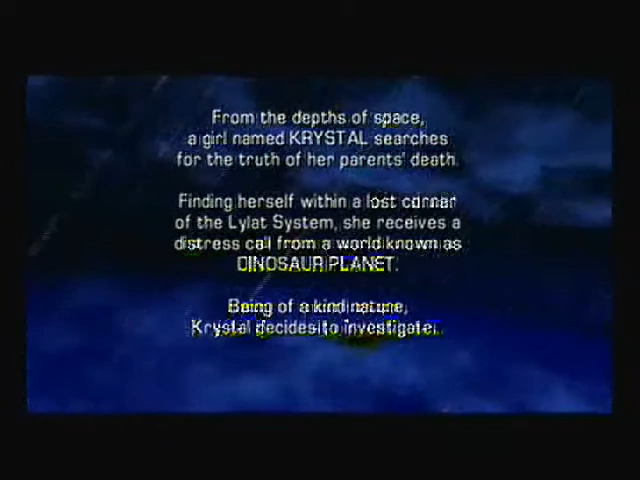 From the depths of space,
a girl named KRYSTAL searches
for the truth of her parents' death.
Finding herself within a lost corner
of the Lylat System, she receives a
distress call from a world known as
DINOSAUR PLANET.
Being of a kind nature,
Krystal decides to investigate...